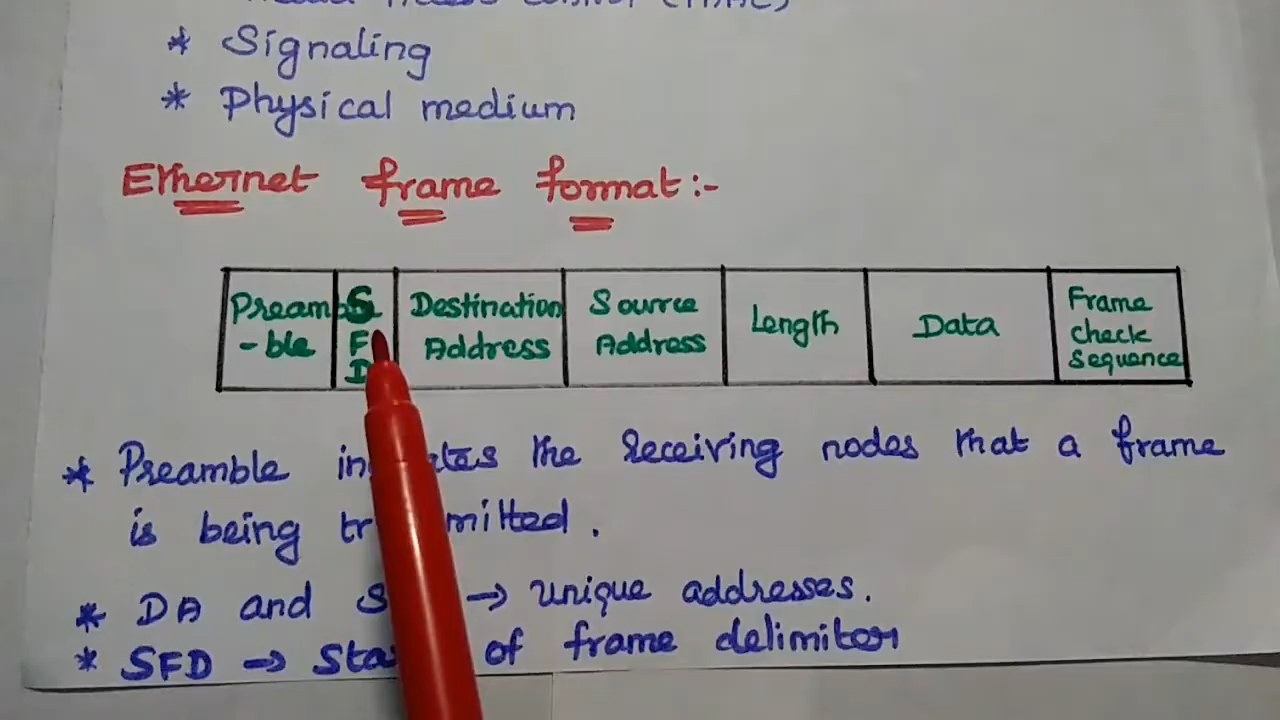 * Signaling
* Physical medium
Ethernet frame format:-
Pream
-ble
S
F
D
Destination
Address
Source
Address
Length
Data
Frame
check
sequence
* Preamble the receiving nodes that a frame
is being .
* DA and → unique addresses.
* SFD → of frame delimitor